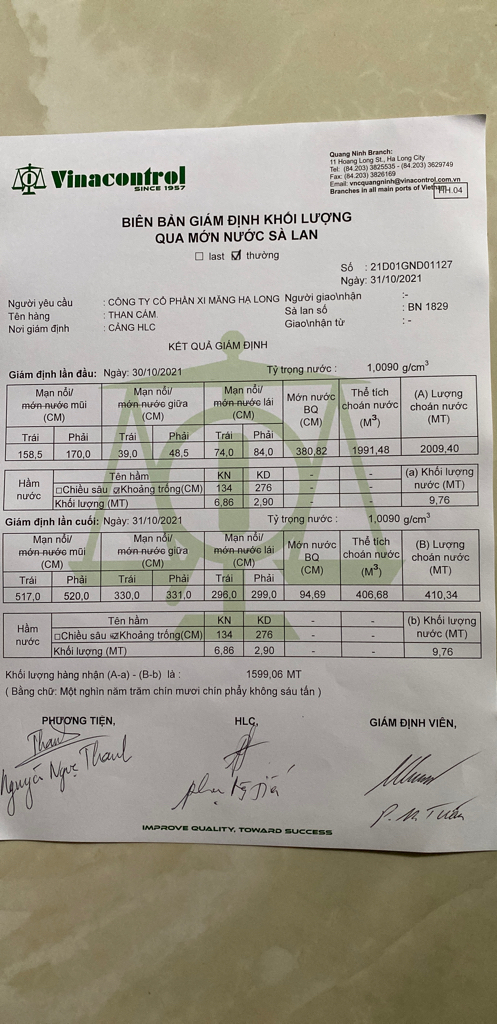 Vinacontrol
SINCE 1957
Quang Ninh Branch:
11 Hoang Long St., Ha Long City
Tel: (84.203) 3825535 - (84.203) 3629749
Fax: (84.203) 3826169
Email: vncquangninh@vinacontrol.com.vn
Branches in all main ports of Vietnam
HH.04
BIÊN BẢN GIÁM ĐỊNH KHỐI LƯỢNG
QUA MỚN NƯỚC SÀ LAN
□ last ☑ thường
Số : 21D01GND01127
Ngày: 31/10/2021
Người yêu cầu : CÔNG TY CỔ PHẦN XI MĂNG HẠ LONG Người giao\nhận :-
Tên hàng : THAN CÁM. Sà lan số : BN 1829
Nơi giám định : CẢNG HLC Giao\nhận từ : -
KẾT QUẢ GIÁM ĐỊNH
Giám định lần đầu: Ngày: 30/10/2021 Tỷ trọng nước : 1,0090 g/cm³
Mạn nổi/ Mạn nổi/ Mạn nổi/ Mớn nước Thể tích (A) Lượng
mớn nước mũi mớn nước giữa mớn nước lái BQ choán nước choán nước
(CM) (CM) (CM) (CM) (M³) (MT)
Trái Phải Trái Phải Trái Phải
158,5 170,0 39,0 48,5 74,0 84,0 380,82 1991,48 2009,40
Hầm nước Tên hầm KN KD - - (a) Khối lượng nước (MT)
□Chiều sâu ☑Khoảng trống(CM) 134 276 - -
Khối lượng (MT) 6,86 2,90 - - 9,76
Giám định lần cuối: Ngày: 31/10/2021 Tỷ trọng nước : 1,0090 g/cm³
Mạn nổi/ Mạn nổi/ Mạn nổi/ Mớn nước Thể tích (B) Lượng
mớn nước mũi mớn nước giữa mớn nước lái BQ choán nước choán nước
(CM) (CM) (CM) (CM) (M³) (MT)
Trái Phải Trái Phải Trái Phải
517,0 520,0 330,0 331,0 296,0 299,0 94,69 406,68 410,34
Hầm nước Tên hầm KN KD - - (b) Khối lượng nước (MT)
□Chiều sâu ☑Khoảng trống(CM) 134 276 - -
Khối lượng (MT) 6,86 2,90 - - 9,76
Khối lượng hàng nhận (A-a) - (B-b) là : 1599,06 MT
( Bằng chữ: Một nghìn năm trăm chín mươi chín phẩy không sáu tấn )
PHƯƠNG TIỆN, HLC, GIÁM ĐỊNH VIÊN,
Thanh
Nguyễn Ngọc Thanh
P. M. Tuấn
IMPROVE QUALITY, TOWARD SUCCESS